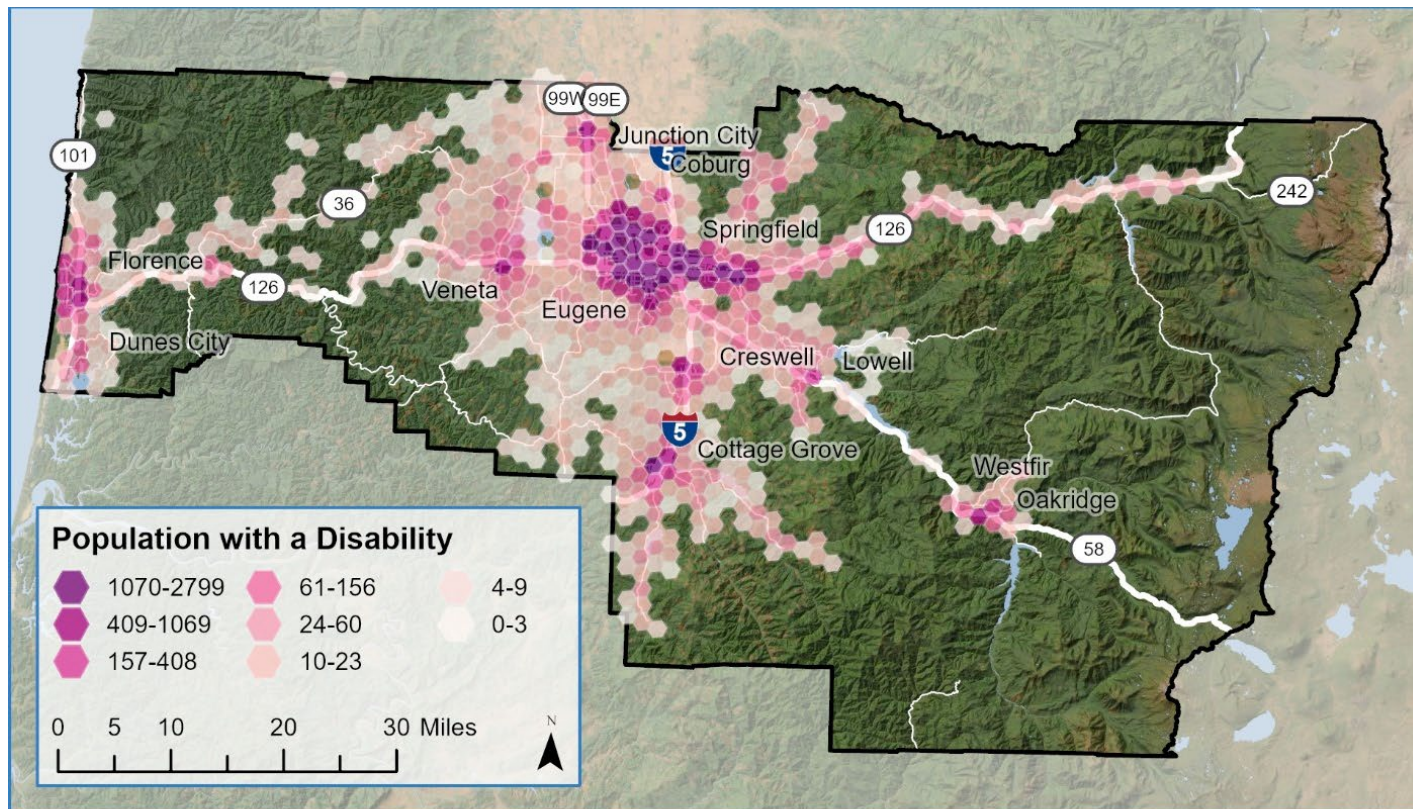 99W
99E
Junction City
101
5
Coburg
36
242
Springfield
126
Florence
126
Veneta
Eugene
Dunes City
Creswell
Lowell
5
Cottage Grove
Westfir
Oakridge
58
Population with a Disability
1070-2799
61-156
4-9
409-1069
24-60
0-3
157-408
10-23
0 5 10 20 30 Miles
N